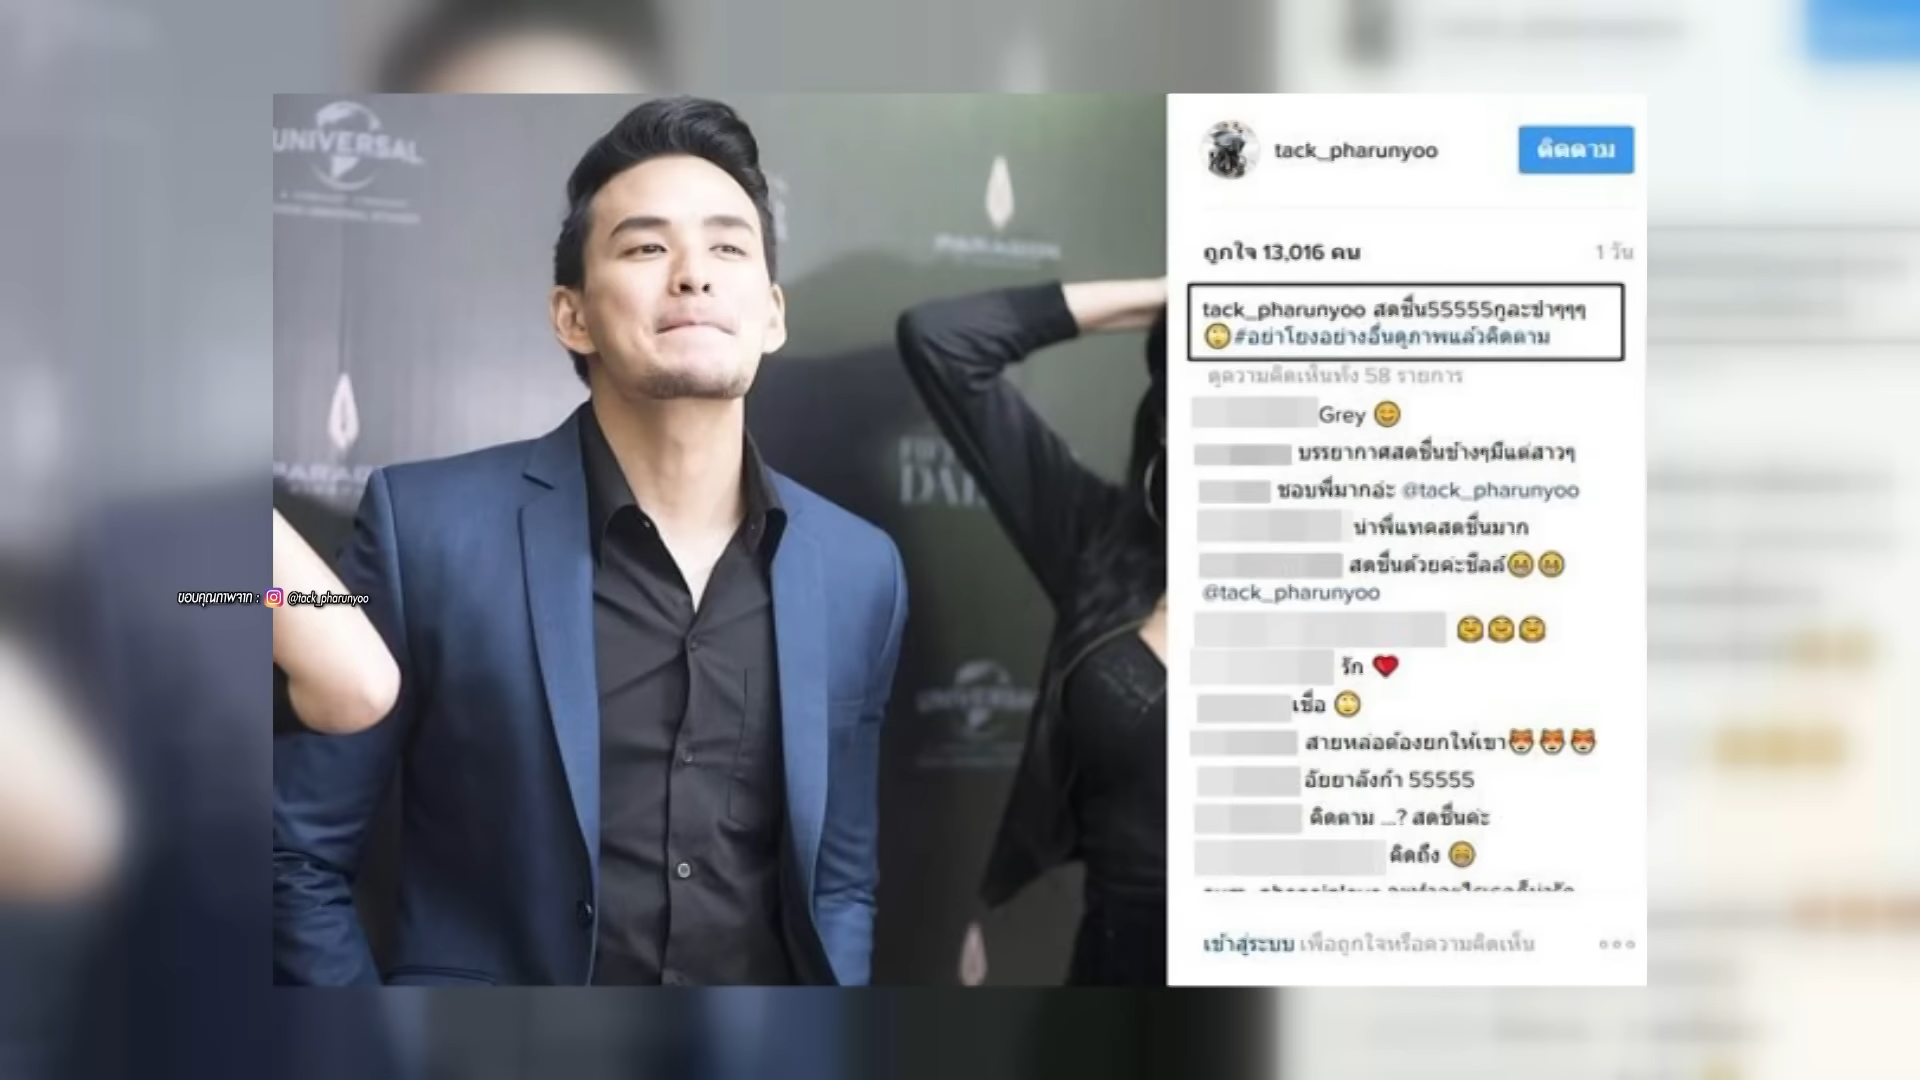 UNIVERSAL
PARAGON
PARAGON
DAR
UNIVERSAL
ขอบคุณภาพจาก : @tack_pharunyoo
tack_pharunyoo ติดตาม
ถูกใจ 13,016 คน 1 วัน
tack_pharunyoo สดชื่น55555กูละขำๆๆๆ
#อย่าโยงอย่างอื่นดูภาพแล้วติดตาม
ดูความคิดเห็นทั้ง 58 รายการ
Grey
บรรยากาศสดชื่นข้างๆมีแต่สาวๆ
ชอบพี่มากอ่ะ @tack_pharunyoo
น่าพี่แทคสดชื่นมาก
สดชื่นด้วยค่ะชิลล์
@tack_pharunyoo
รัก
เชื่อ
สายหล่อต้องยกให้เขา
อัยยาลังก๋า 55555
ติดตาม ...? สดชื่นค่ะ
คิดถึง
เข้าสู่ระบบ เพื่อถูกใจหรือความคิดเห็น